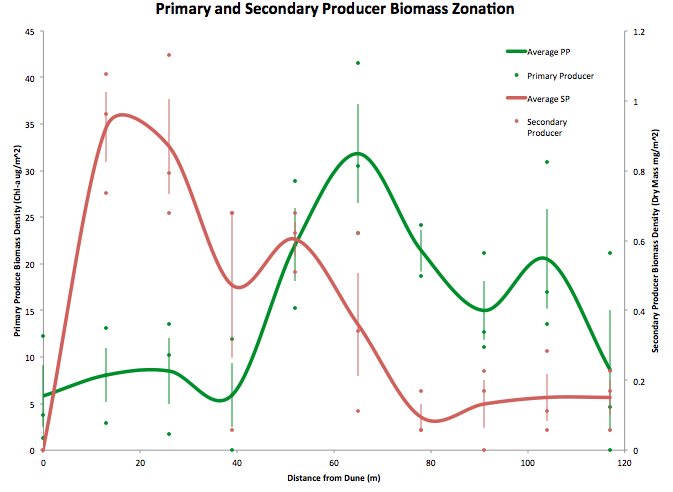 Primary and Secondary Producer Biomass Zonation
45
40
35
30
25
20
15
10
5
0
Primary Produce Biomass Density (Chl-a ug/m^2)
1.2
1
0.8
0.6
0.4
0.2
0
Secondary Producer Biomass Density (Dry Mass mg/m^2)
Average PP
Primary Producer
Average SP
Secondary
Producer
0
20
40
60
80
100
120
Distance from Dune (m)